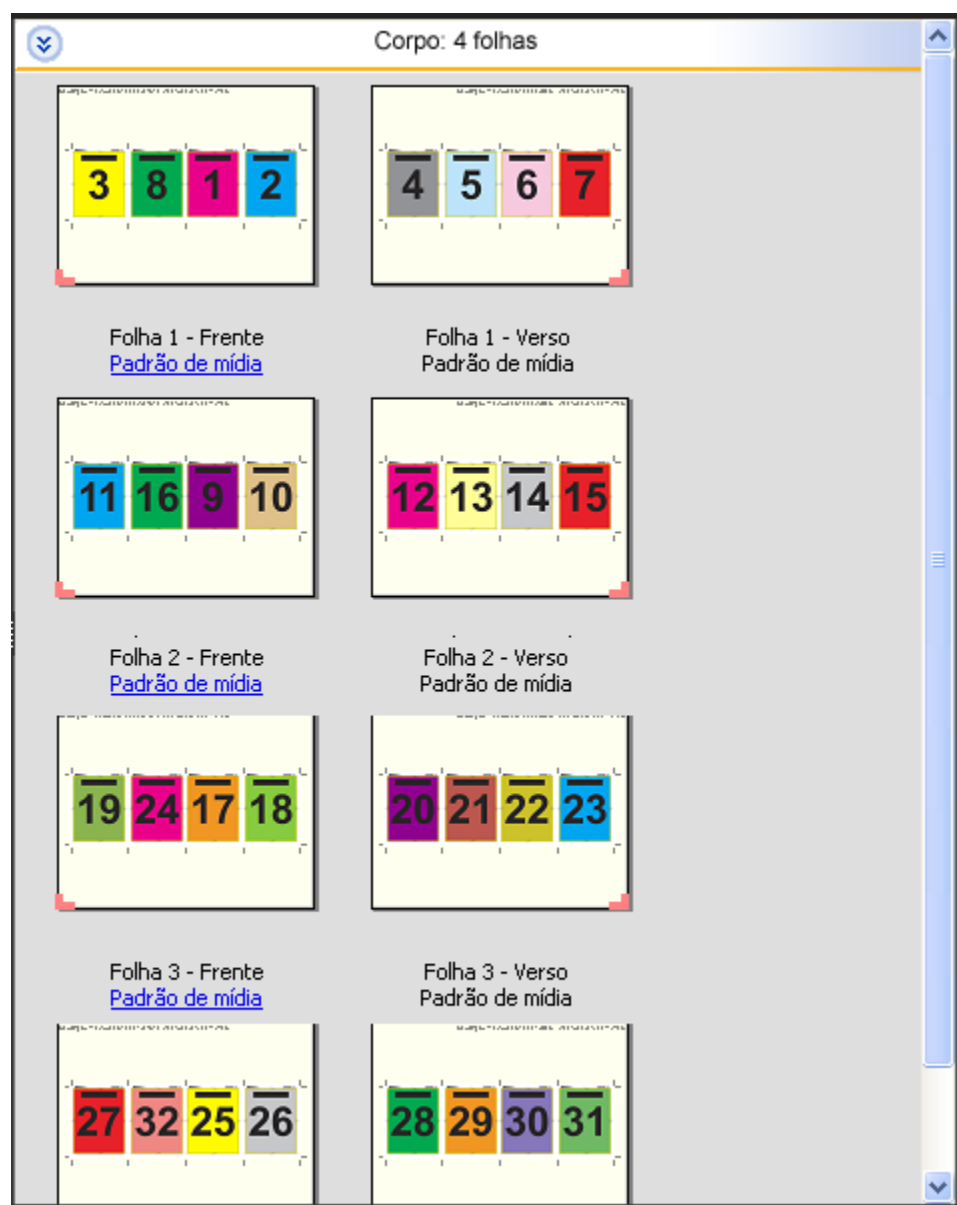 Corpo: 4 folhas
3 8 1 2
4 5 6 7
Folha 1 - Frente
Padrão de mídia
Folha 1 - Verso
Padrão de mídia
11 16 9 10
12 13 14 15
Folha 2 - Frente
Padrão de mídia
Folha 2 - Verso
Padrão de mídia
19 24 17 18
20 21 22 23
Folha 3 - Frente
Padrão de mídia
Folha 3 - Verso
Padrão de mídia
27 32 25 26
28 29 30 31